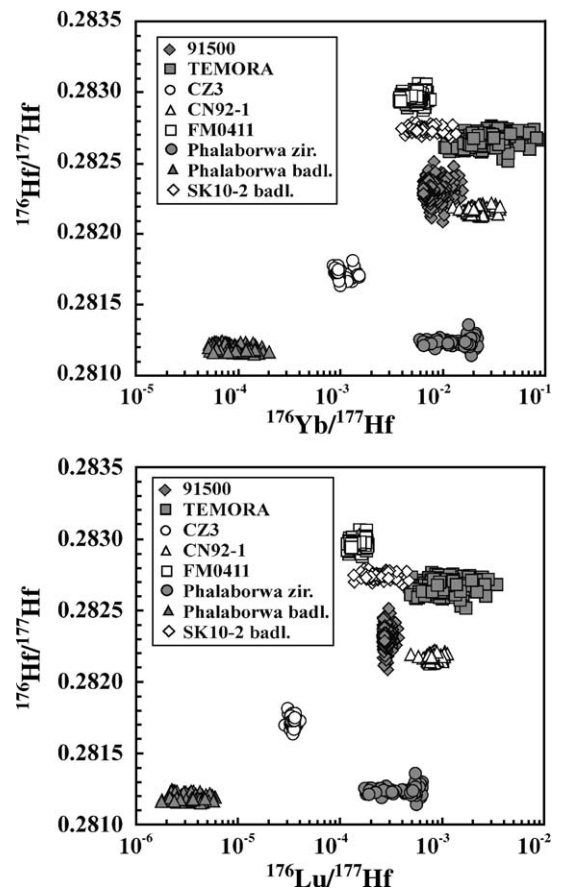 0.2835
0.2830
0.2825
0.2820
0.2815
0.2810
¹⁷⁶Hf/¹⁷⁷Hf
91500
TEMORA
CZ3
CN92-1
FM0411
Phalaborwa zir.
Phalaborwa badl.
SK10-2 badl.
10⁻⁵ 10⁻⁴ 10⁻³ 10⁻² 10⁻¹
¹⁷⁶Yb/¹⁷⁷Hf
0.2835
0.2830
0.2825
0.2820
0.2815
0.2810
¹⁷⁶Hf/¹⁷⁷Hf
91500
TEMORA
CZ3
CN92-1
FM0411
Phalaborwa zir.
Phalaborwa badl.
SK10-2 badl.
10⁻⁶ 10⁻⁵ 10⁻⁴ 10⁻³ 10⁻²
¹⁷⁶Lu/¹⁷⁷Hf